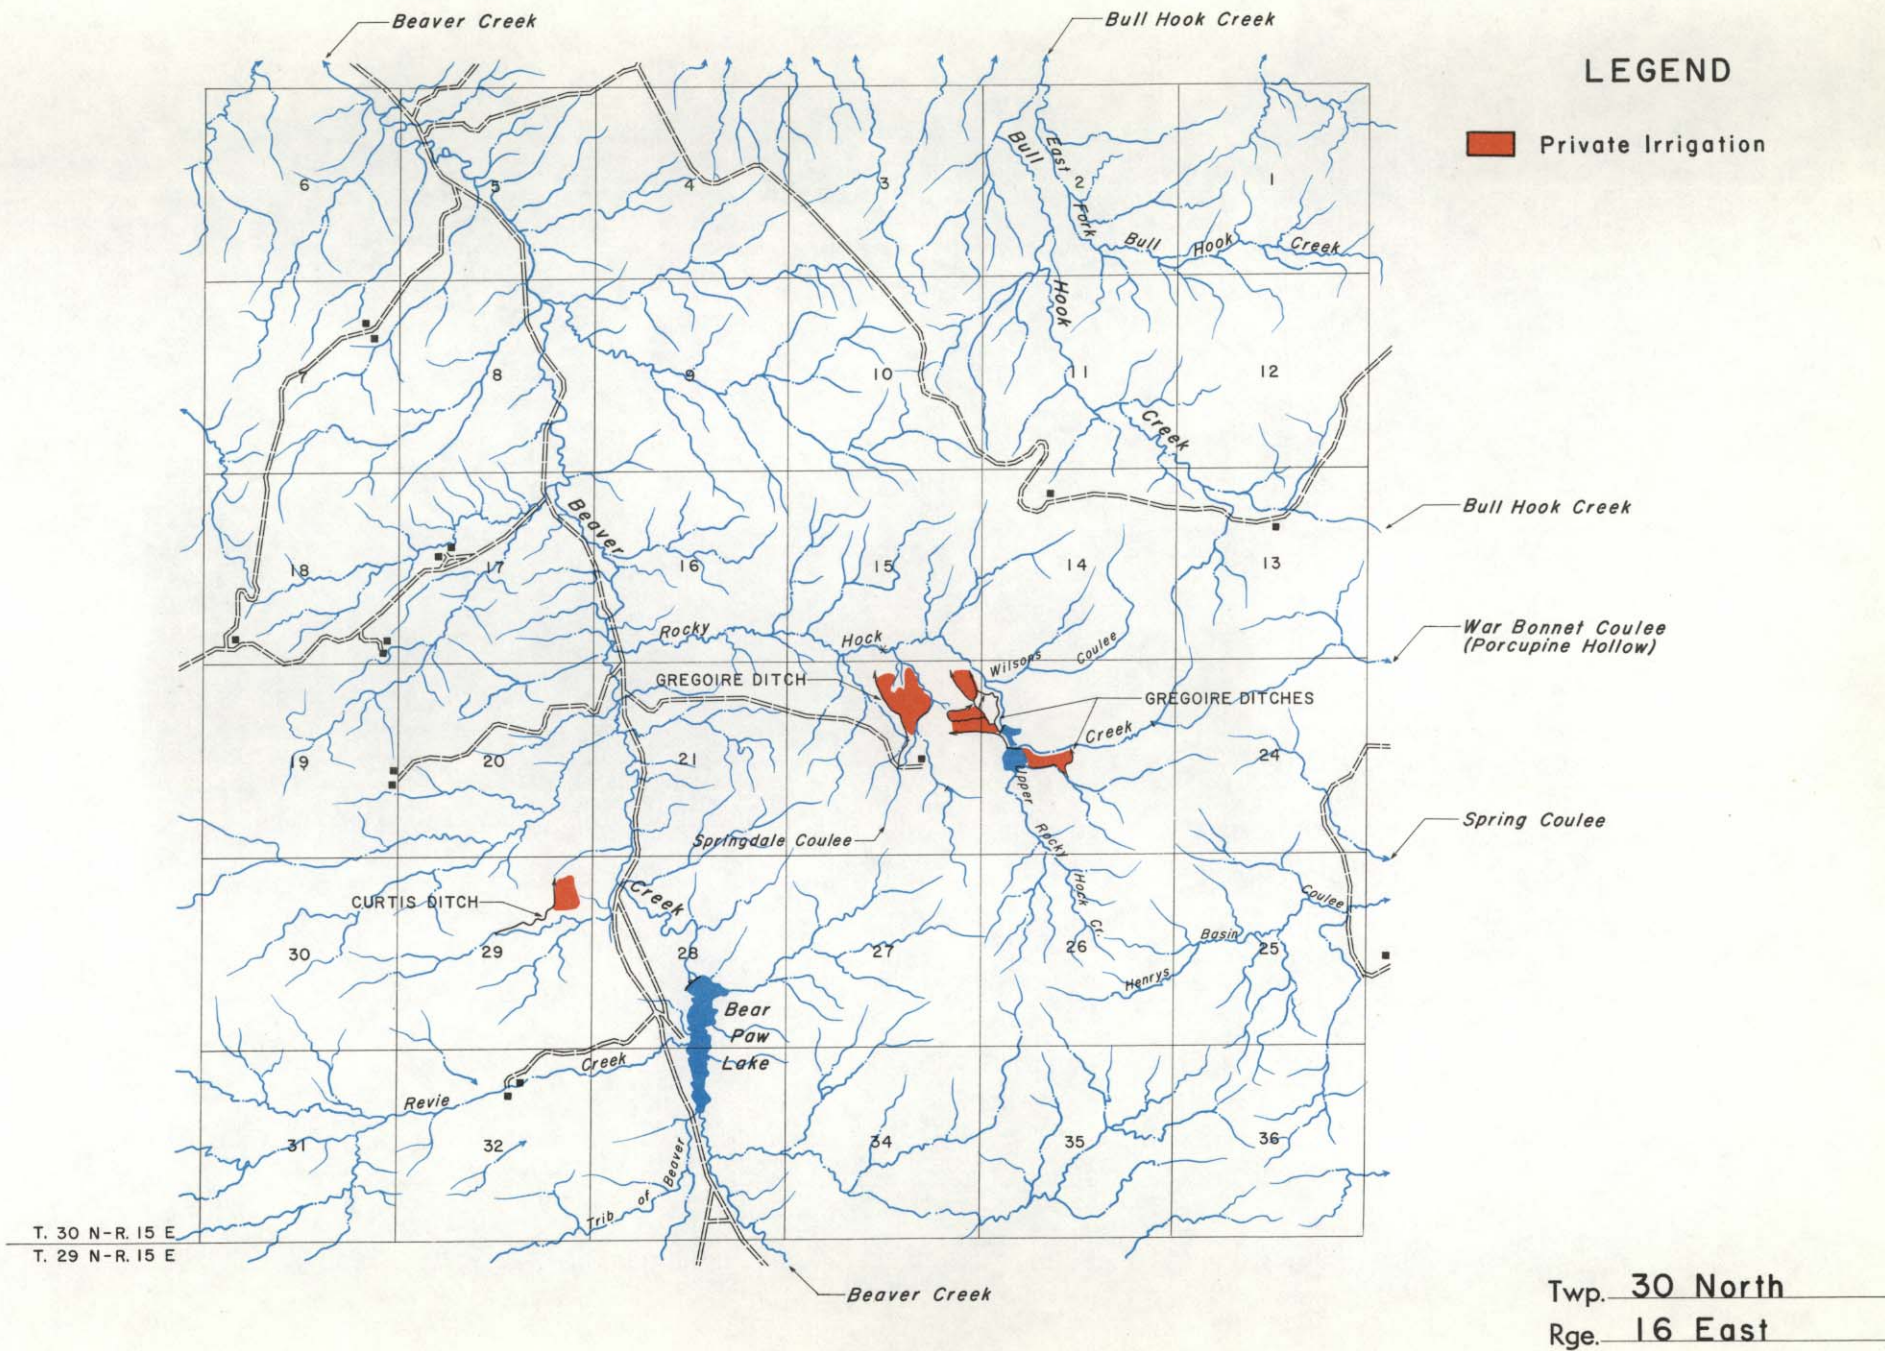 Beaver Creek
Bull Hook Creek
LEGEND
Private Irrigation
Bull
East
Fork
Bull Hook Creek
6
5
4
3
2
1
Hook
7
8
9
10
11
12
Creek
Beaver
Bull Hook Creek
18
17
16
15
14
13
Rocky
Hock
Wilsons Coulee
War Bonnet Coulee
(Porcupine Hollow)
GREGOIRE DITCH
GREGOIRE DITCHES
Creek
19
20
21
24
Upper
Rocky
Hock
Cr.
Springdale Coulee
Spring Coulee
CURTIS DITCH
Creek
Coulee
Basin
Henrys
30
29
28
27
26
25
Bear
Paw
Lake
Creek
Revie
31
32
34
35
36
Trib of Beaver
T. 30 N-R. 15 E
T. 29 N-R. 15 E
Beaver Creek
Twp. 30 North
Rge. 16 East